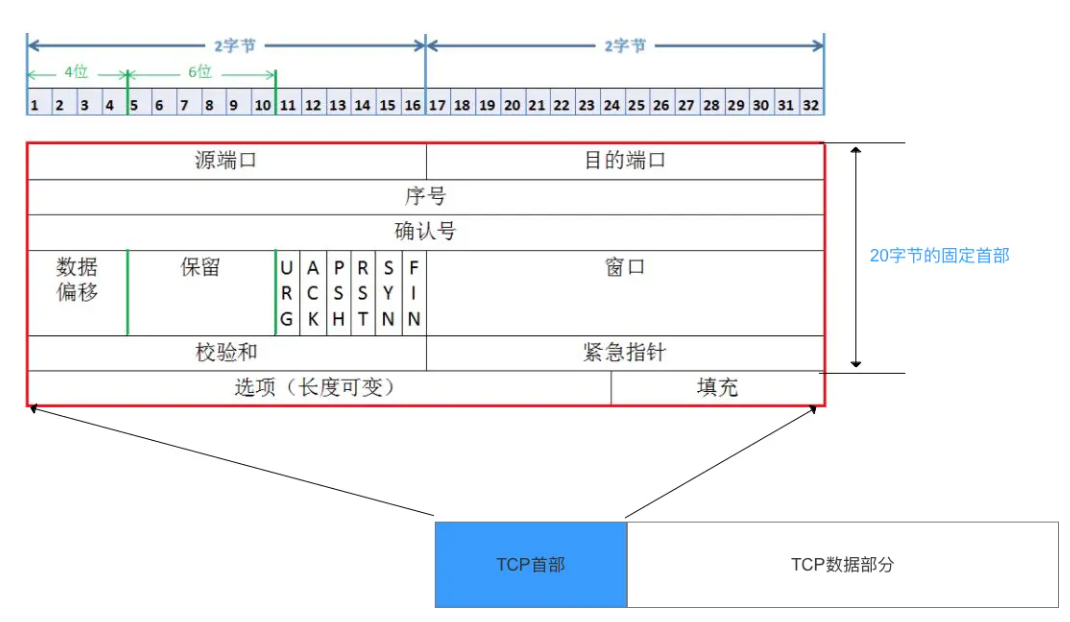 2字节 2字节
4位 6位
1 2 3 4 5 6 7 8 9 10 11 12 13 14 15 16 17 18 19 20 21 22 23 24 25 26 27 28 29 30 31 32
源端口 目的端口
序号
确认号
数据偏移 保留 URG ACK PSH RST SYN FIN 窗口
校验和 紧急指针
选项（长度可变） 填充
20字节的固定首部
TCP首部 TCP数据部分